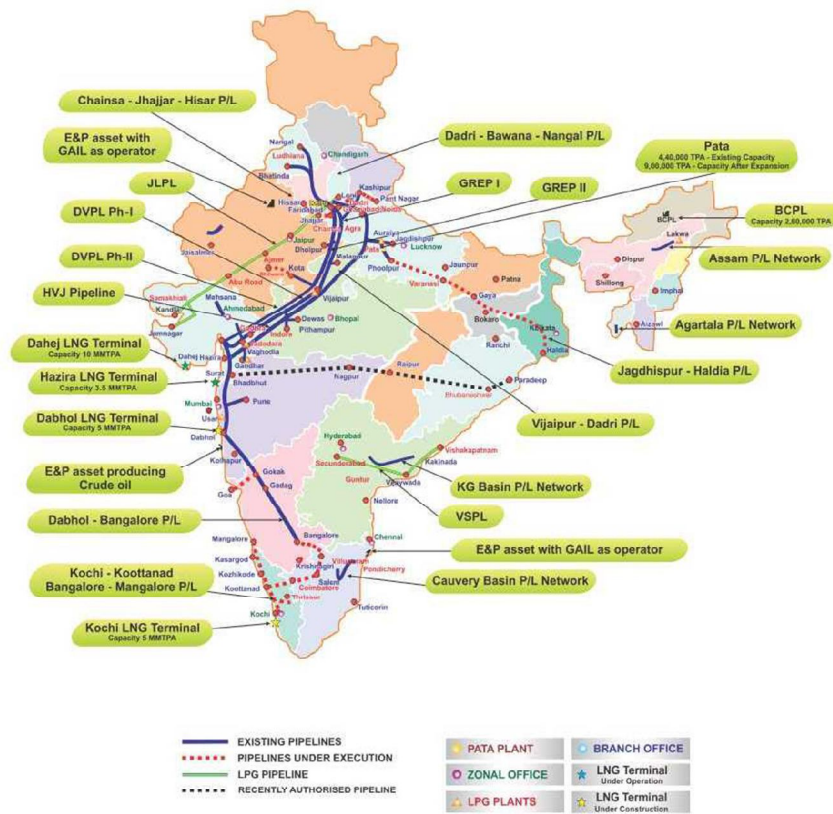 Chainsa - Jhajjar - Hisar P/L
E&P asset with
GAIL as operator
JLPL
DVPL Ph-I
DVPL Ph-II
HVJ Pipeline
Dahej LNG Terminal
Capacity 10 MMTPA
Hazira LNG Terminal
Capacity 3.5 MMTPA
Dabhol LNG Terminal
Capacity 5 MMTPA
E&P asset producing
Crude oil
Dabhol - Bangalore P/L
Kochi - Koottanad
Bangalore - Mangalore P/L
Kochi LNG Terminal
Capacity 5 MMTPA
Dadri - Bawana - Nangal P/L
GREP I
GREP II
Pata
4,40,000 TPA - Existing Capacity
9,00,000 TPA - Capacity After Expansion
BCPL
Capacity 2,80,000 TPA
Assam P/L Network
Agartala P/L Network
Jagdhispur - Haldia P/L
Vijaipur - Dadri P/L
KG Basin P/L Network
VSPL
E&P asset with GAIL as operator
Cauvery Basin P/L Network
Nangal
Ludhiana
Chandigarh
Bhatinda
Hissar
Kashipur
Pant Nagar
Faridabad
Jhajjar
Jaipur
Dholpur
Malanpur
Agra
Auraiya
Pata
Jagdishpur
Lucknow
Phoolpur
Varanasi
Jaunpur
Patna
Gaya
Bokaro
Ranchi
Kolkata
Haldia
BCPL
Lakwa
Dispur
Shillong
Imphal
Aizawl
Jaisalmer
Ajmer
Kota
Abu Road
Samakhiali
Kandla
Jamnagar
Mahsana
Ahmedabad
Vijaipur
Dewas
Bhopal
Pithampur
Indore
Vadodara
Vaghodia
Gandhar
Dahej
Hazira
Surat
Bhadbhut
Nagpur
Raipur
Bhubaneshwar
Paradeep
Mumbai
Usar
Pune
Dabhol
Kolhapur
Goa
Gokak
Gadag
Hyderabad
Secunderabad
Guntur
Vijaywada
Kakinada
Vishakapatnam
Nellore
Chennai
Mangalore
Bangalore
Kasargod
Krishnagiri
Villupuram
Pondicherry
Kozhikode
Salem
Koottanad
Coimbatore
Kochi
Tuticorin
EXISTING PIPELINES
PIPELINES UNDER EXECUTION
LPG PIPELINE
RECENTLY AUTHORISED PIPELINE
PATA PLANT
BRANCH OFFICE
ZONAL OFFICE
LNG Terminal
Under Operation
LPG PLANTS
LNG Terminal
Under Construction